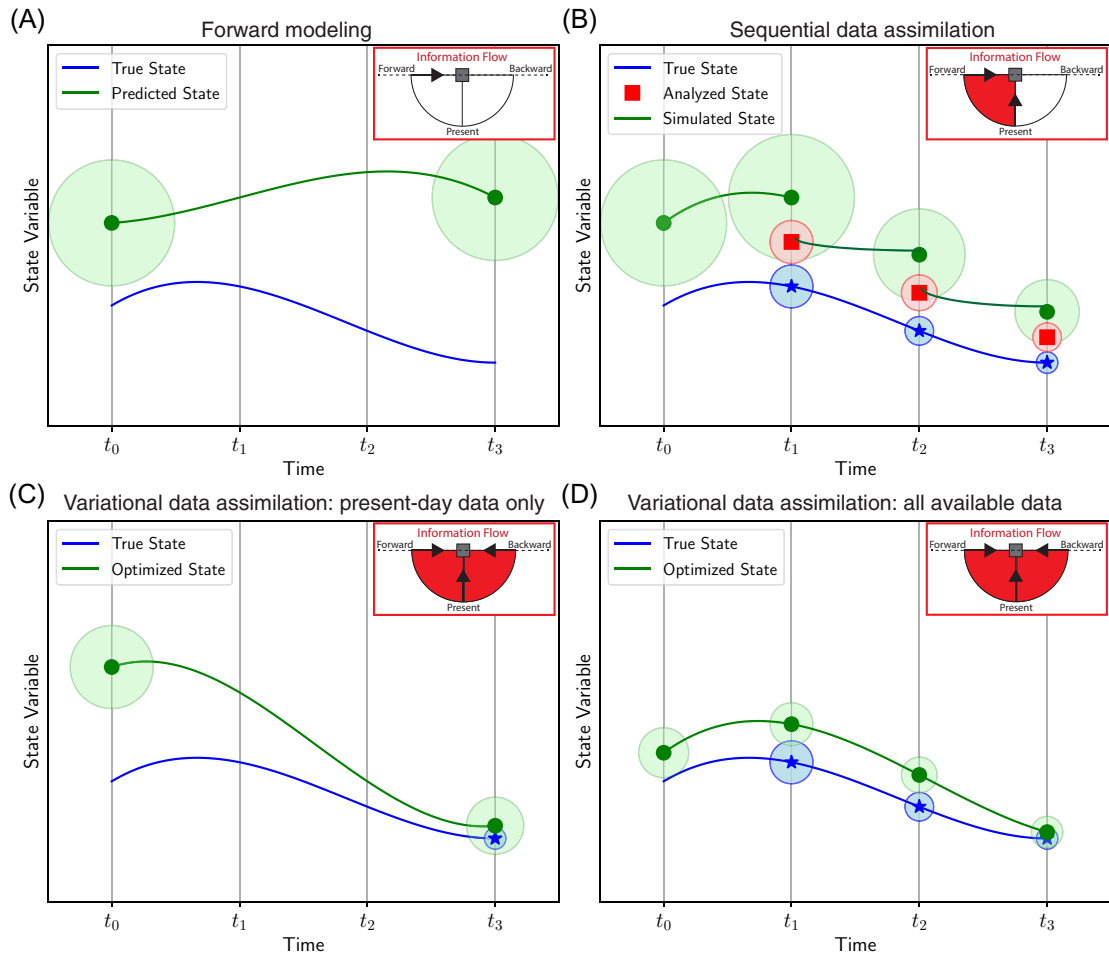 (A)
Forward modeling
True State
Predicted State
Information Flow
Forward
Backward
Present
State Variable
t0
t1
t2
t3
Time
(B)
Sequential data assimilation
True State
Analyzed State
Simulated State
Information Flow
Forward
Backward
Present
State Variable
t0
t1
t2
t3
Time
(C)
Variational data assimilation: present-day data only
True State
Optimized State
Information Flow
Forward
Backward
Present
State Variable
t0
t1
t2
t3
Time
(D)
Variational data assimilation: all available data
True State
Optimized State
Information Flow
Forward
Backward
Present
State Variable
t0
t1
t2
t3
Time